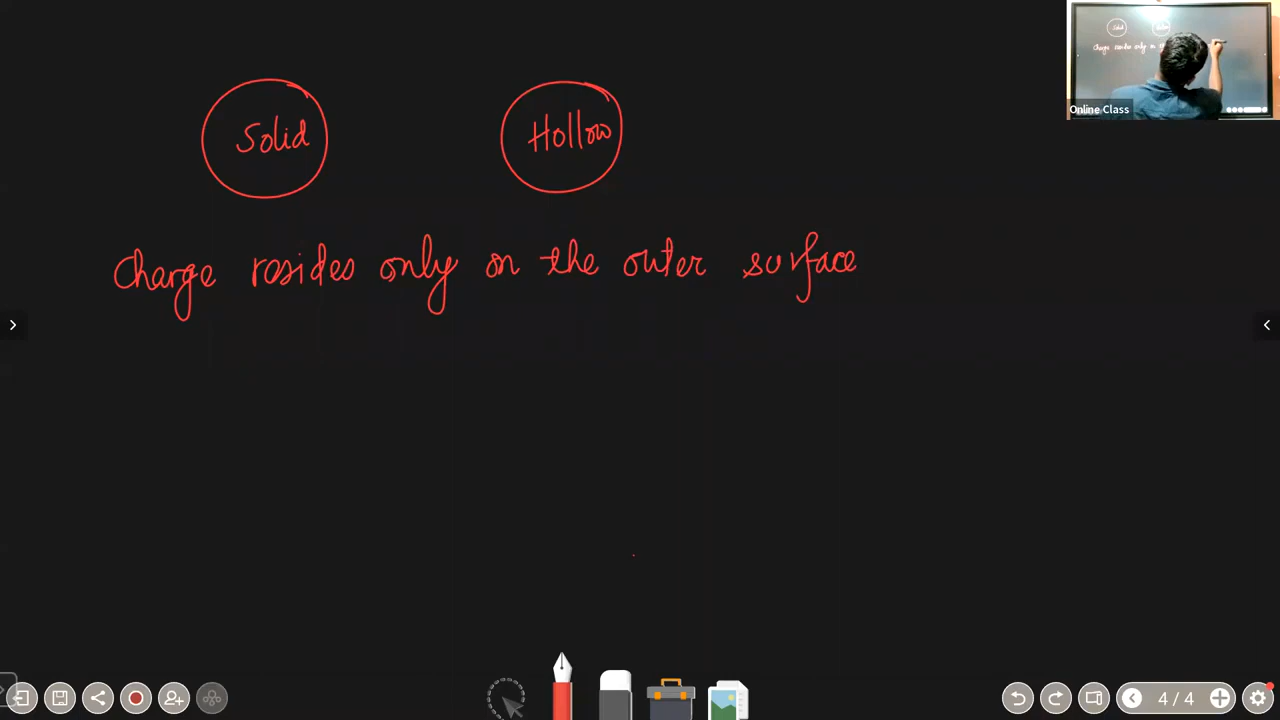 Solid
Hollow
Charge resides only on the outer surface
Online Class
4/4